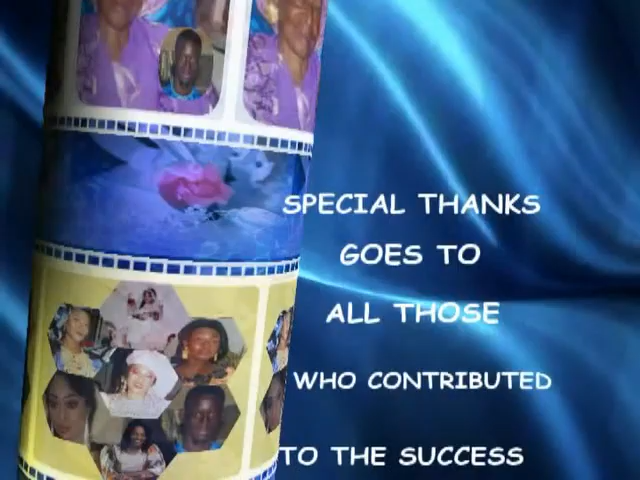 SPECIAL THANKS
GOES TO
ALL THOSE
WHO CONTRIBUTED
TO THE SUCCESS